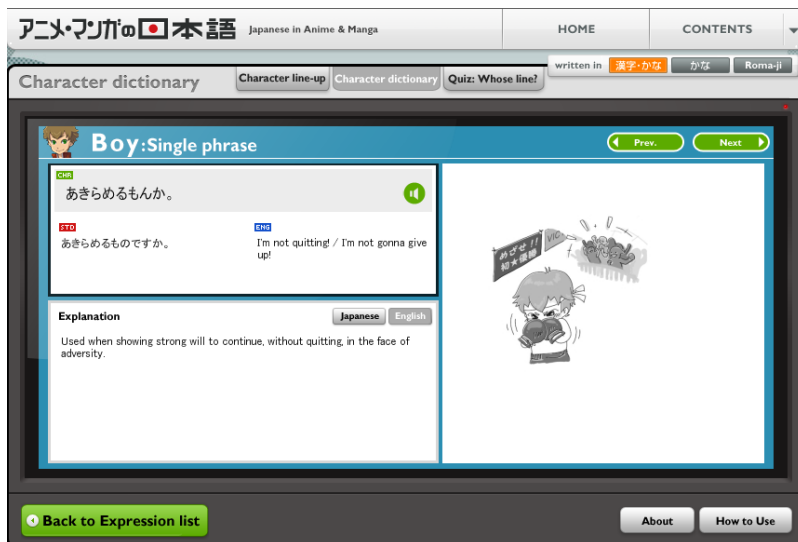 アニメ・マンガの日本語 Japanese in Anime & Manga
HOME
CONTENTS
written in 漢字・かな かな Roma-ji
Character dictionary
Character line-up
Character dictionary
Quiz: Whose line?
Boy:Single phrase
Prev.
Next
CHR
あきらめるもんか。
STD
あきらめるものですか。
ENG
I'm not quitting! / I'm not gonna give
up!
Explanation
Japanese
English
Used when showing strong will to continue, without quitting, in the face of
adversity.
めざせ!!
初★優勝
VIC
Back to Expression list
About
How to Use